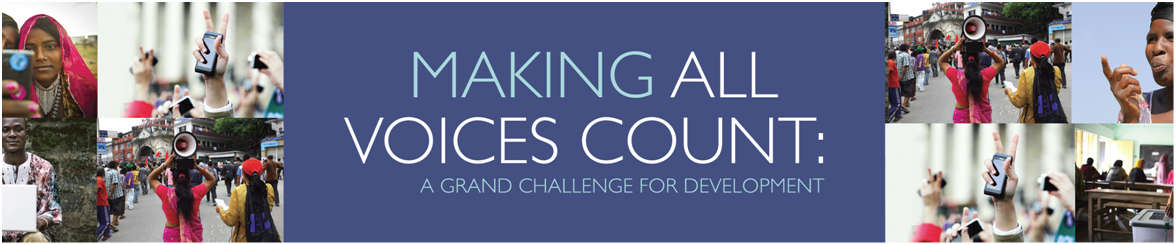 MAKING ALL
VOICES COUNT:
A GRAND CHALLENGE FOR DEVELOPMENT